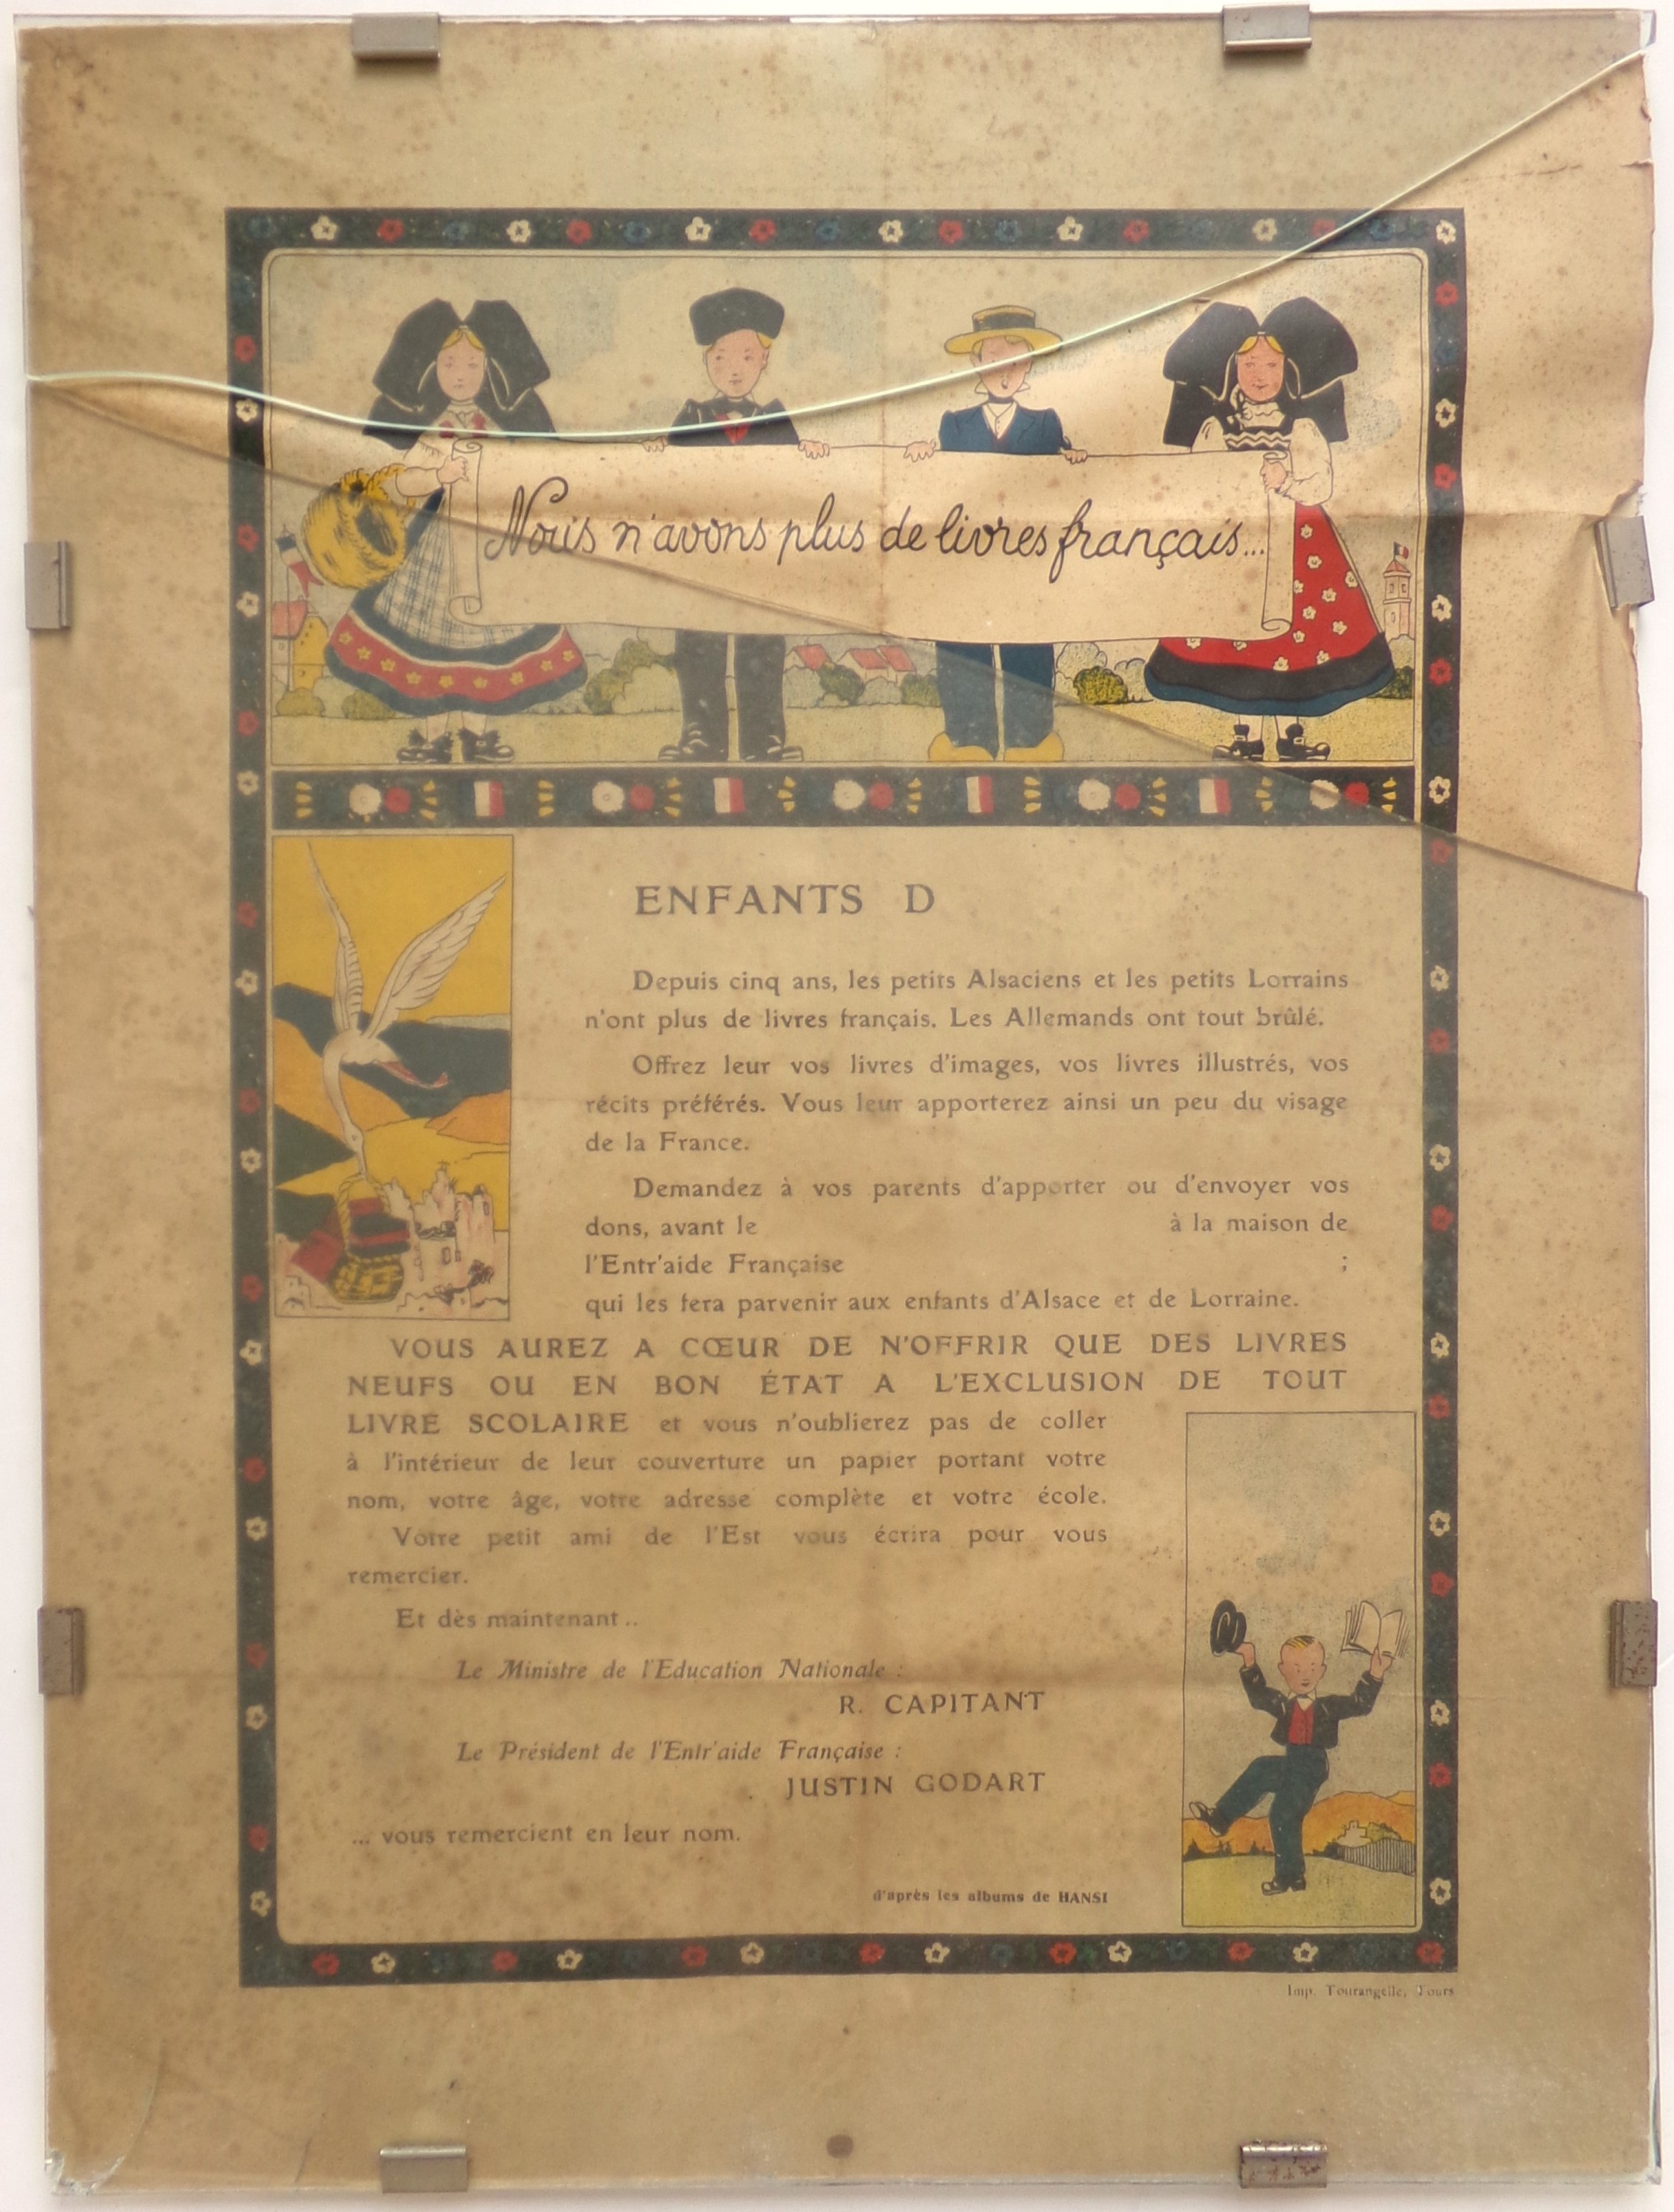 Nous n'avons plus de livres français...
ENFANTS D
Depuis cinq ans, les petits Alsaciens et les petits Lorrains
n'ont plus de livres français. Les Allemands ont tout brûlé.
Offrez leur vos livres d'images, vos livres illustrés, vos
récits préférés. Vous leur apporterez ainsi un peu du visage
de la France.
Demandez à vos parents d'apporter ou d'envoyer vos
dons, avant le à la maison de
l'Entr'aide Française ;
qui les fera parvenir aux enfants d'Alsace et de Lorraine.
VOUS AUREZ A CŒUR DE N'OFFRIR QUE DES LIVRES
NEUFS OU EN BON ÉTAT A L'EXCLUSION DE TOUT
LIVRE SCOLAIRE et vous n'oublierez pas de coller
à l'intérieur de leur couverture un papier portant votre
nom, votre âge, votre adresse complète et votre école.
Votre petit ami de l'Est vous écrira pour vous
remercier.
Et dès maintenant..
Le Ministre de l'Education Nationale :
R. CAPITANT
Le Président de l'Entr'aide Française :
JUSTIN GODART
... vous remercient en leur nom.
d'après les albums de HANSI
Imp. Tourangelle, Tours